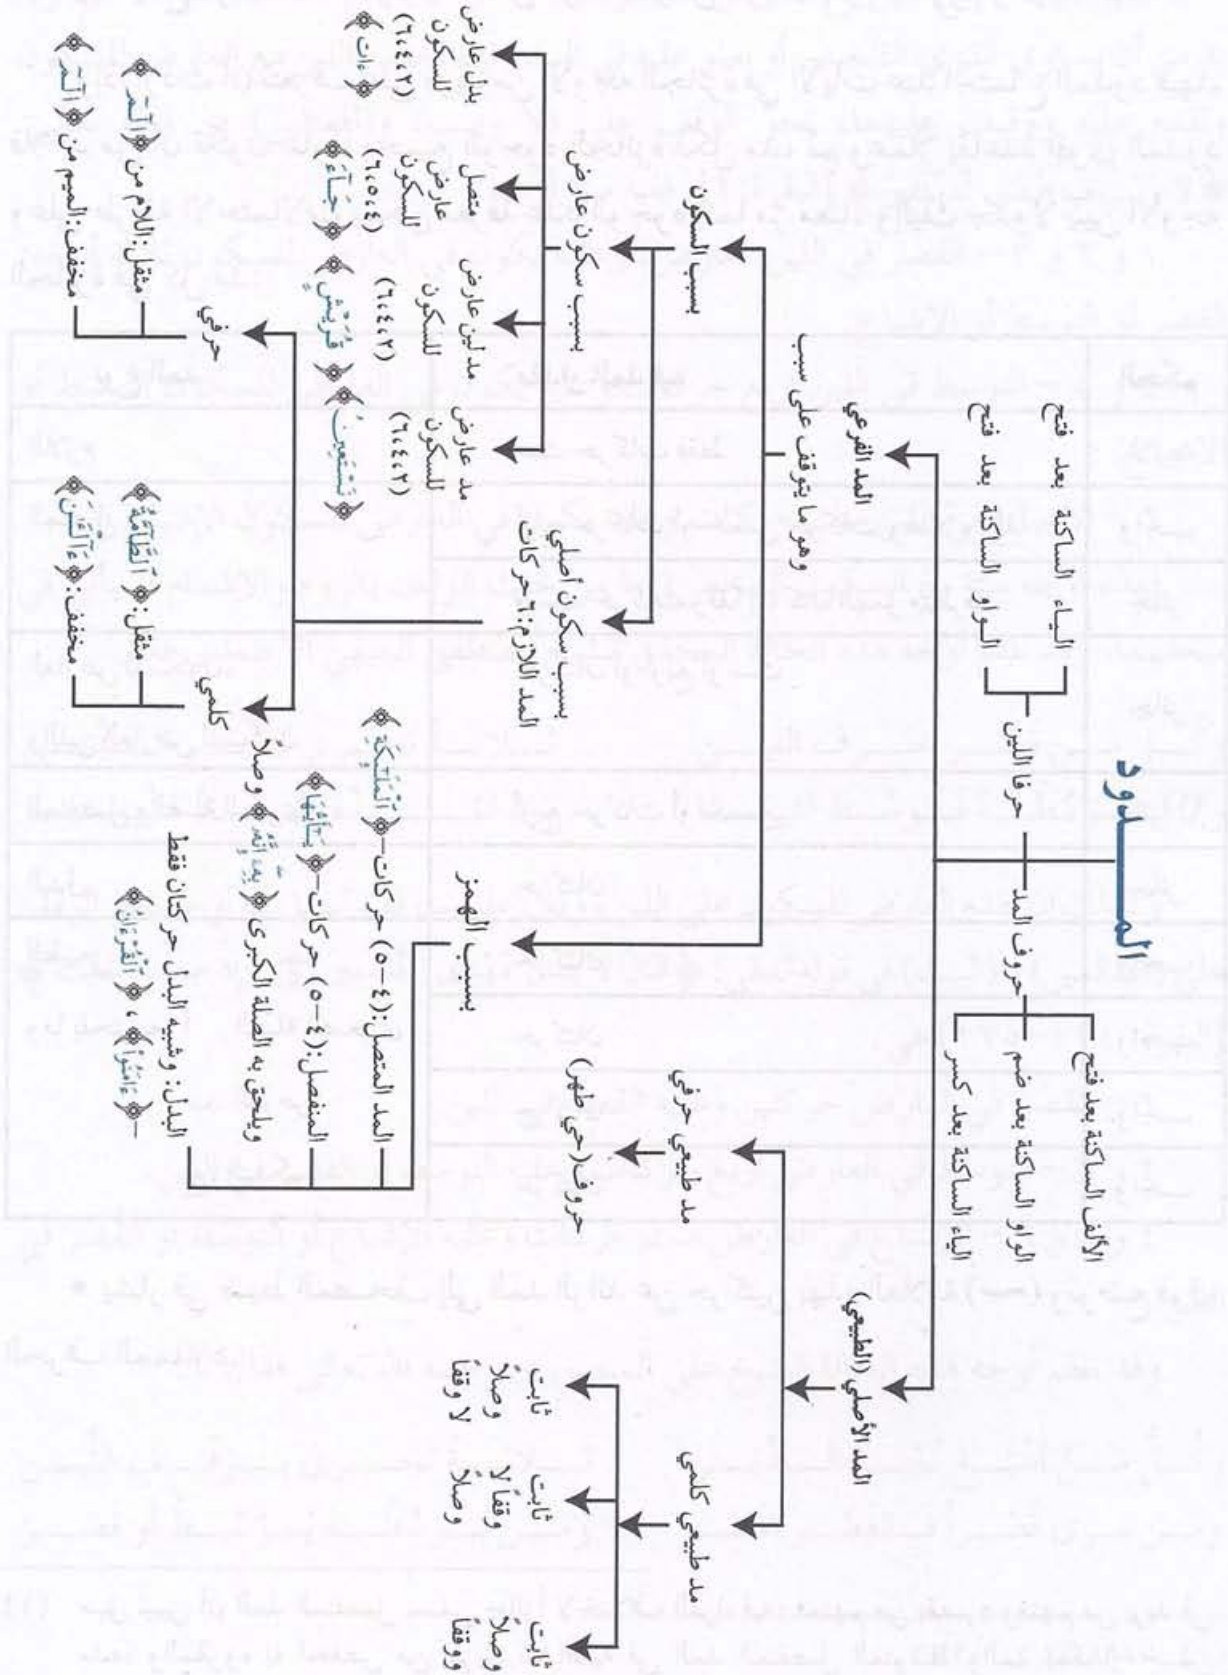 المـــدود
حروف المد
الألف الساكنة بعد فتح
الواو الساكنة بعد ضم
الياء الساكنة بعد كسر
حرفا اللين
الياء الساكنة بعد فتح
الواو الساكنة بعد فتح
المد الأصلي (الطبيعي)
مد طبيعي كلمي
ثابت
وصلاً
ووقفاً
ثابت
وقفاً لا
وصلاً
ثابت
وصلاً
لا وقفاً
مد طبيعي حرفي
حروف (حي طهر)
المد الفرعي
وهو ما يتوقف على سبب
بسبب الهمز
المد المتصل: (٤-٥) حركات-﴿ٱلْمَلَٰٓئِكَةِ﴾
المنفصل: (٤-٥) حركات-﴿يَٰٓأَيُّهَا﴾
ويلحق به الصلة الكبرى ﴿بِهِۦٓ إِنَّهُۥ﴾ وصلاً
البدل: وشبيه البدل حركتان فقط
-﴿ءَامَنُوا۟﴾، ﴿ٱلْقُرْءَانُ﴾
بسبب السكون
بسبب سكون أصلي
المد اللازم: ٦ حركات
كلمي
مثقل: ﴿ٱلطَّآمَّةُ﴾
مخفف: ﴿ءَآلْـَٰٔنَ﴾
حرفي
مثقل: اللام من ﴿الٓمٓ﴾
مخفف: الميم من ﴿الٓمٓ﴾
بسبب سكون عارض
مد عارض
للسكون
(٢،٤،٦)
﴿نَسْتَعِينُ﴾
مد لين عارض
للسكون
(٢،٤،٦)
﴿قُرَيْشٍ﴾
متصل
عارض
للسكون
(٤،٥،٦)
﴿جَآءَ﴾
بدل عارض
للسكون
(٢،٤،٦)
﴿ءَات﴾